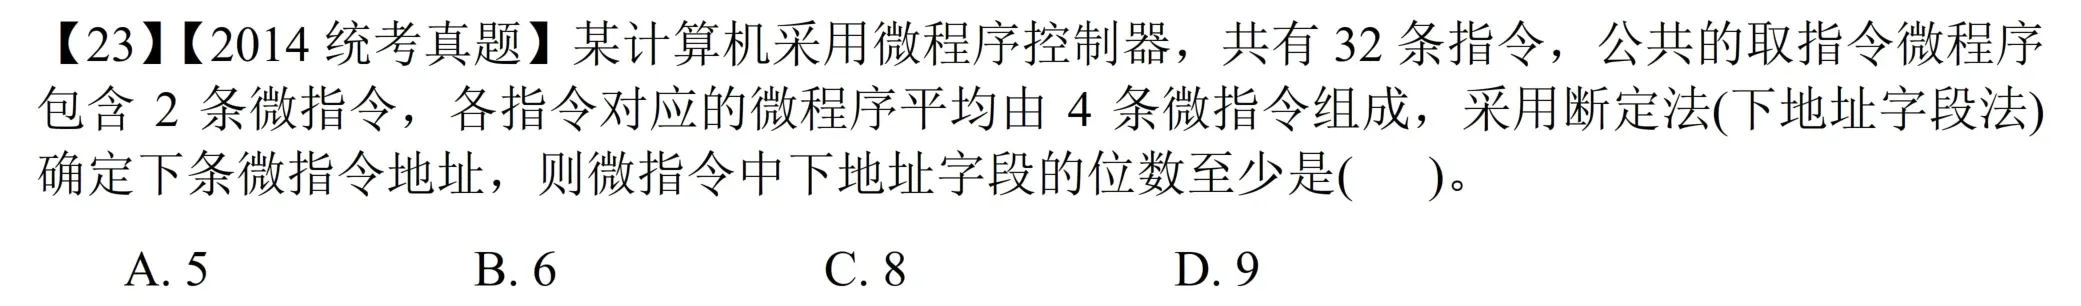 【23】【2014 统考真题】某计算机采用微程序控制器，共有 32 条指令，公共的取指令微程序
包含 2 条微指令，各指令对应的微程序平均由 4 条微指令组成，采用断定法(下地址字段法)
确定下条微指令地址，则微指令中下地址字段的位数至少是(    )。
A. 5    B. 6    C. 8    D. 9